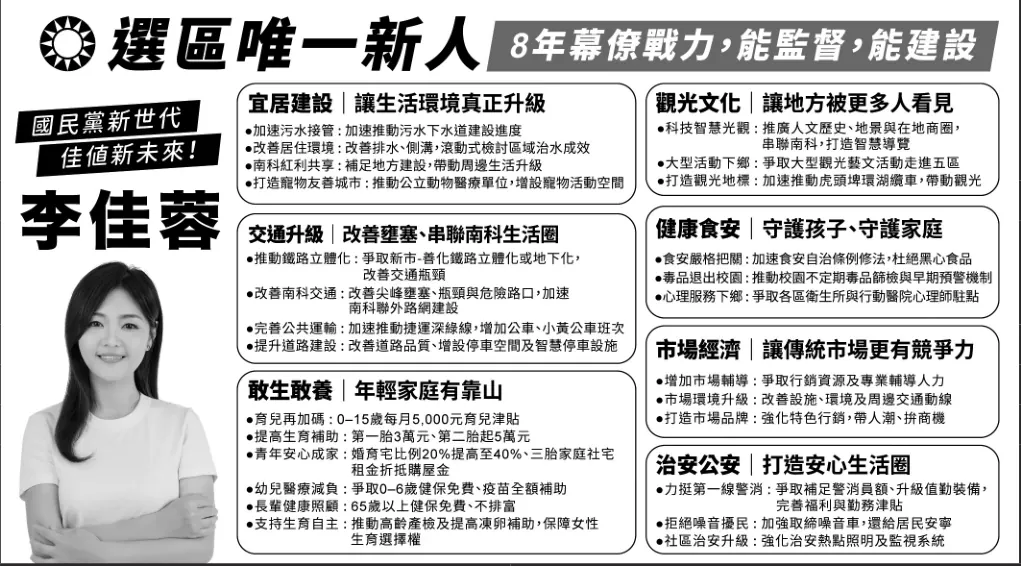 選區唯一新人
8年幕僚戰力,能監督,能建設
國民黨新世代
佳值新未來!
李佳蓉
宜居建設｜讓生活環境真正升級
●加速污水接管:加速推動污水下水道建設進度
●改善居住環境:改善排水、側溝,滾動式檢討區域治水成效
●南科紅利共享:補足地方建設,帶動周邊生活升級
●打造寵物友善城市:推動公立動物醫療單位,增設寵物活動空間
交通升級｜改善壅塞、串聯南科生活圈
●推動鐵路立體化:爭取新市-善化鐵路立體化或地下化,
改善交通瓶頸
●改善南科交通:改善尖峰壅塞、瓶頸與危險路口,加速
南科聯外路網建設
●完善公共運輸:加速推動捷運深綠線,增加公車、小黃公車班次
●提升道路建設:改善道路品質、增設停車空間及智慧停車設施
敢生敢養｜年輕家庭有靠山
●育兒再加碼:0–15歲每月5,000元育兒津貼
●提高生育補助:第一胎3萬元、第二胎起5萬元
●青年安心成家:婚育宅比例20%提高至40%、三胎家庭社宅
租金折抵購屋金
●幼兒醫療減負:爭取0–6歲健保免費、疫苗全額補助
●長輩健康照顧:65歲以上健保免費、不排富
●支持生育自主:推動高齡產檢及提高凍卵補助,保障女性
生育選擇權
觀光文化｜讓地方被更多人看見
●科技智慧光觀:推廣人文歷史、地景與在地商圈,
串聯南科,打造智慧導覽
●大型活動下鄉:爭取大型觀光藝文活動走進五區
●打造觀光地標:加速推動虎頭埤環湖纜車,帶動觀光
健康食安｜守護孩子、守護家庭
●食安嚴格把關:加速食安自治條例修法,杜絕黑心食品
●毒品退出校園:推動校園不定期毒品篩檢與早期預警機制
●心理服務下鄉:爭取各區衛生所與行動醫院心理師駐點
市場經濟｜讓傳統市場更有競爭力
●增加市場輔導:爭取行銷資源及專業輔導人力
●市場環境升級:改善設施、環境及周邊交通動線
●打造市場品牌:強化特色行銷,帶人潮、拚商機
治安公安｜打造安心生活圈
●力挺第一線警消:爭取補足警消員額、升級值勤裝備,
完善福利與勤務津貼
●拒絕噪音擾民:加強取締噪音車,還給居民安寧
●社區治安升級:強化治安熱點照明及監視系統